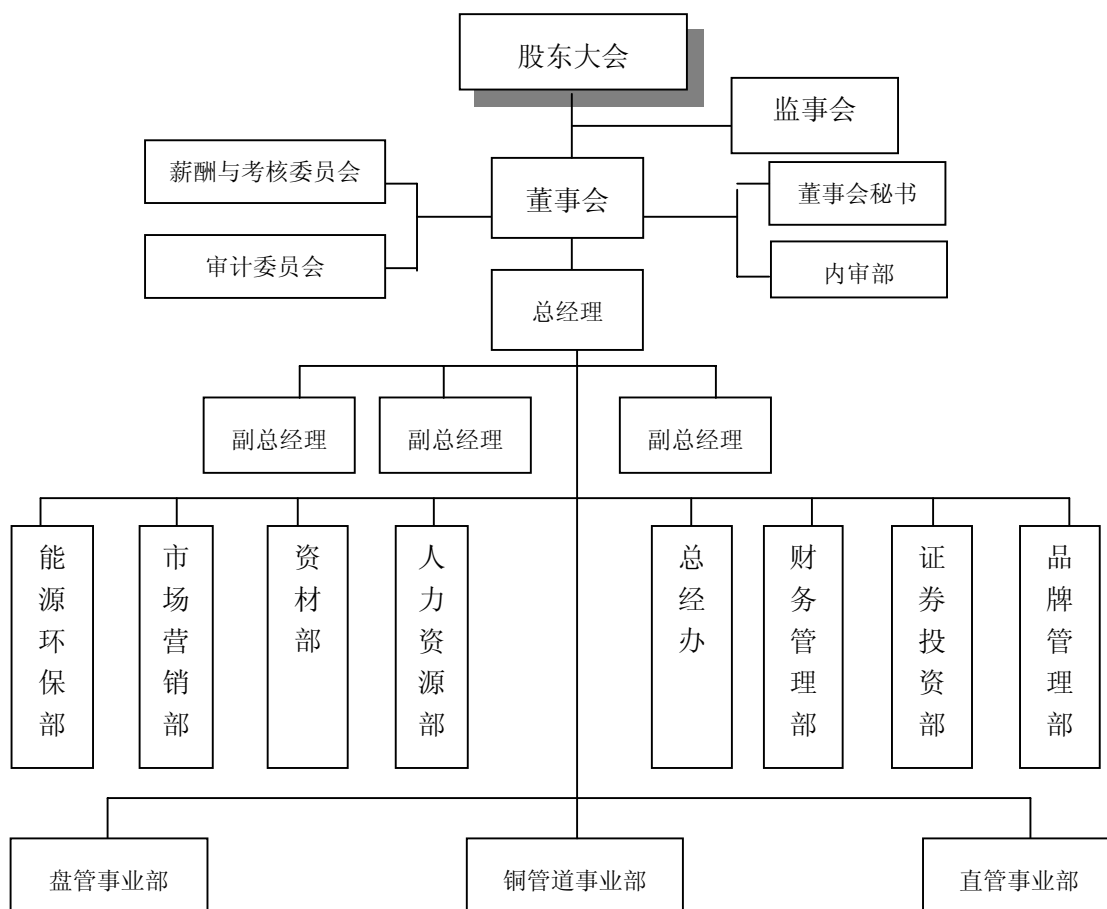 股东大会
监事会
薪酬与考核委员会
董事会
董事会秘书
审计委员会
内审部
总经理
副总经理
副总经理
副总经理
能源环保部
市场营销部
资材部
人力资源部
总经办
财务管理部
证券投资部
品牌管理部
盘管事业部
铜管道事业部
直管事业部